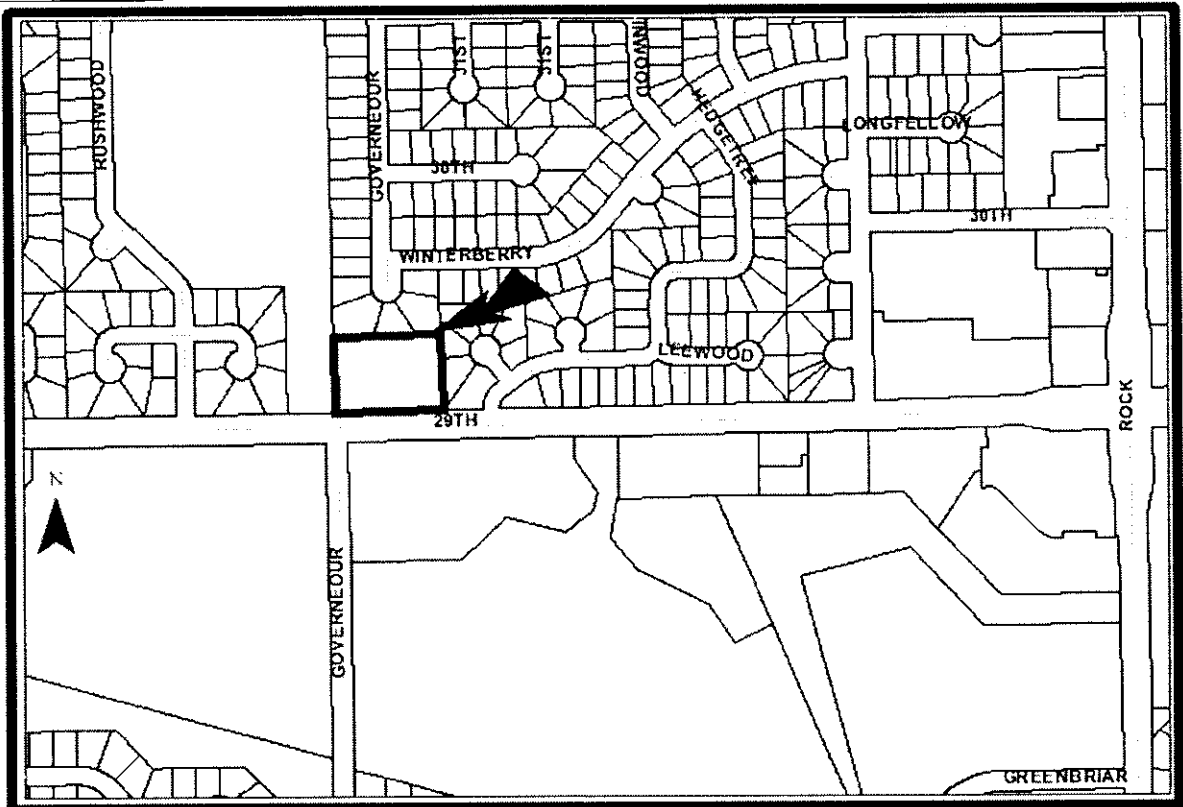 RUSHWOOD
GOVERNEOUR
31ST
31ST
INWOOD
HEDGETREE
LONGFELLOW
30TH
30TH
WINTERBERRY
LEEWOOD
29TH
ROCK
N
GOVERNEOUR
GREENBRIAR